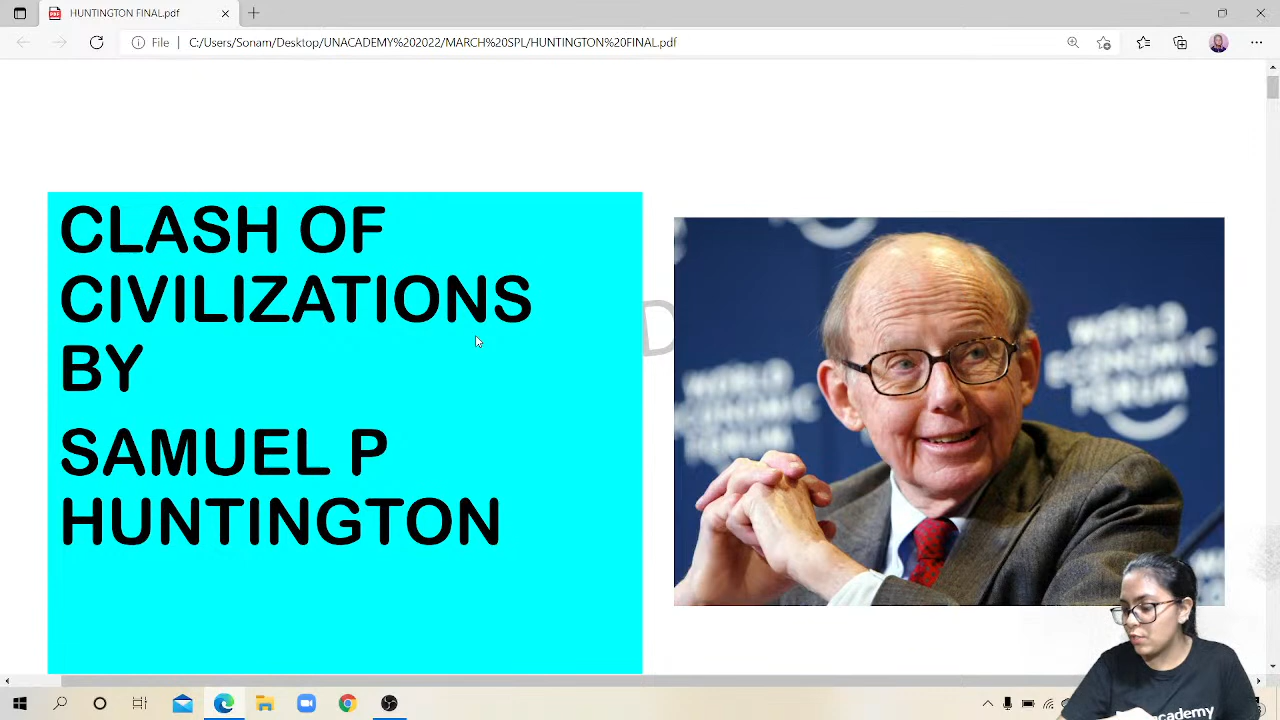 HUNTINGTON FINAL.pdf
File
C:/Users/Sonam/Desktop/UNACADEMY%202022/MARCH%20SPL/HUNTINGTON%20FINAL.pdf
CLASH OF
CIVILIZATIONS
BY
SAMUEL P
HUNTINGTON
WORLD
ECONOMIC
FORUM
WORLD
ECONOMIC
FORUM
academy